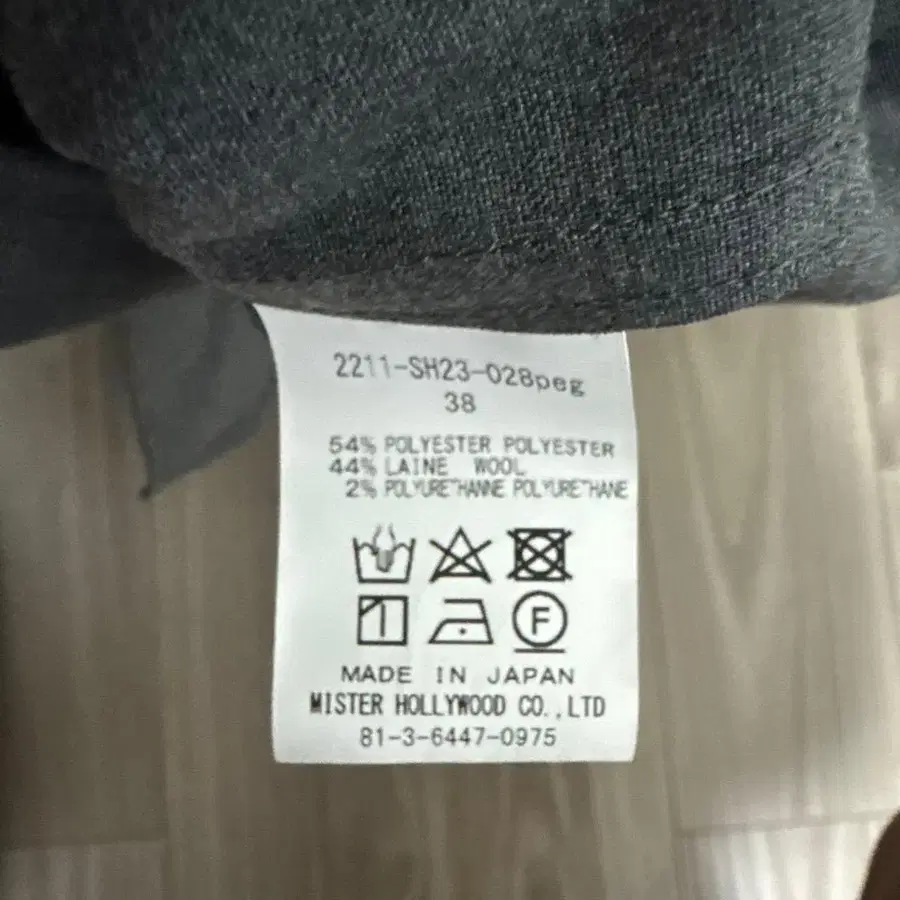 2211-SH23-028peg
38
54% POLYESTER POLYESTER
44% LAINE WOOL
2% POLYURETHANNE POLYURETHANE
F
MADE IN JAPAN
MISTER HOLLYWOOD CO.,LTD
81-3-6447-0975